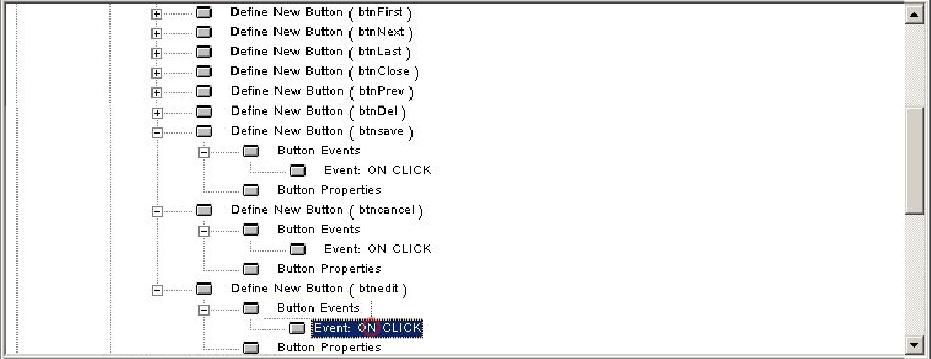 Define New Button ( btnFirst )
Define New Button ( btnNext )
Define New Button ( btnLast )
Define New Button ( btnClose )
Define New Button ( btnPrev )
Define New Button ( btnDel )
Define New Button ( btnsave )
Button Events
Event: ON CLICK
Button Properties
Define New Button ( btncancel )
Button Events
Event: ON CLICK
Button Properties
Define New Button ( btnedit )
Button Events
Event: ON CLICK
Button Properties